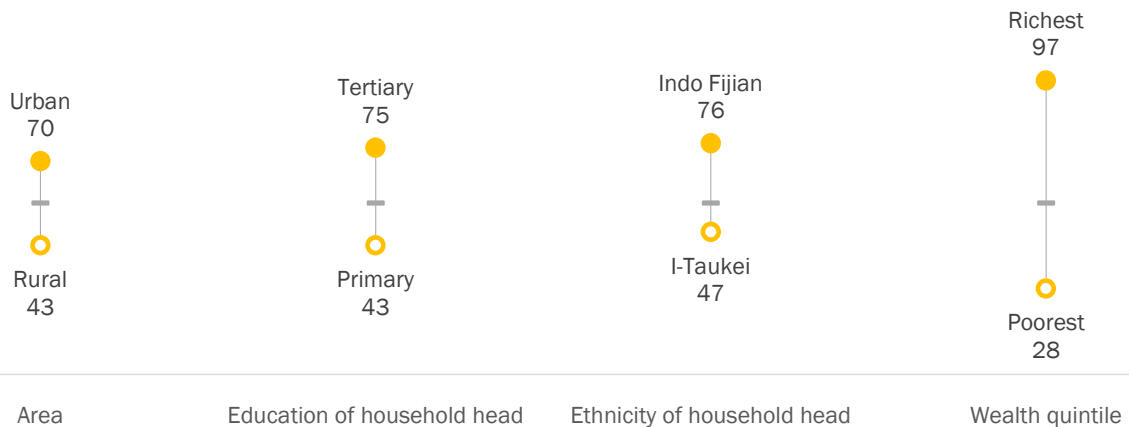 Urban
70
Rural
43
Tertiary
75
Primary
43
Indo Fijian
76
I-Taukei
47
Richest
97
Poorest
28
Area
Education of household head
Ethnicity of household head
Wealth quintile